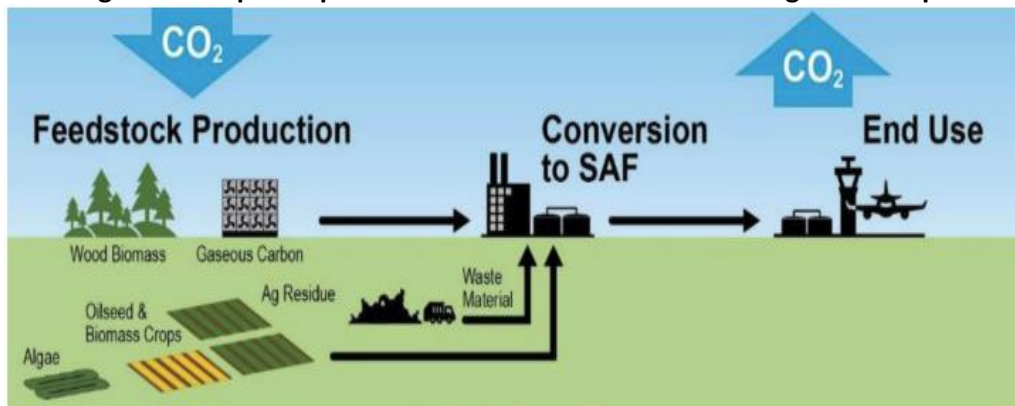 CO₂
CO₂
Feedstock Production
Conversion
to SAF
End Use
Wood Biomass
Gaseous Carbon
Ag Residue
Waste
Material
Oilseed &
Biomass Crops
Algae